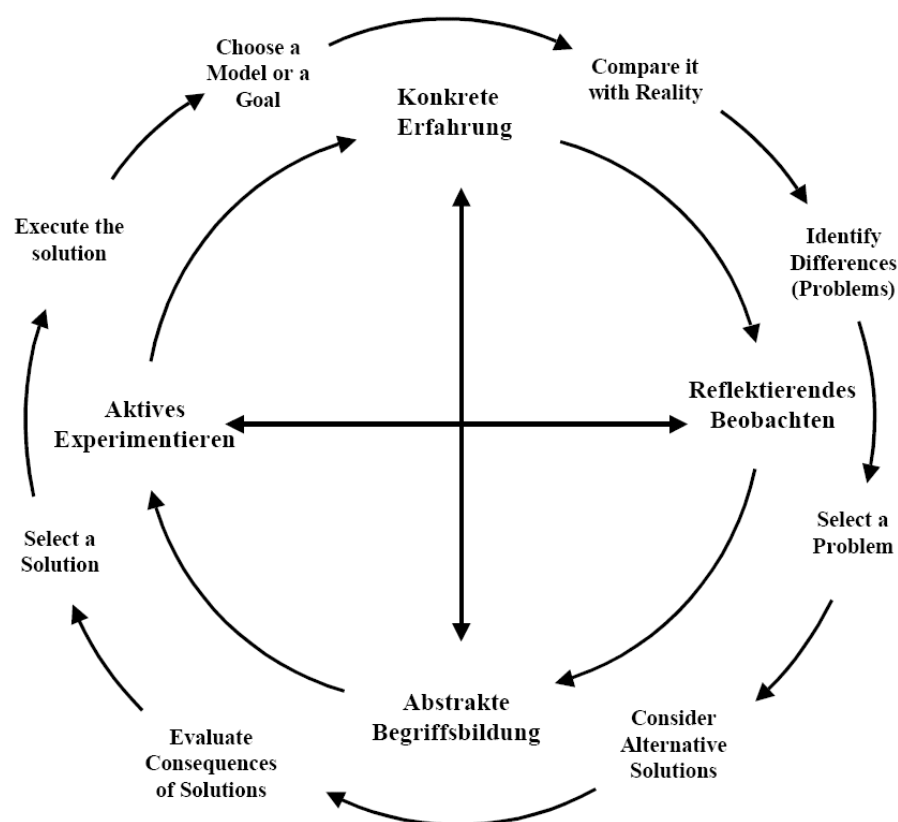 Choose a
Model or a
Goal
Compare it
with Reality
Konkrete
Erfahrung
Execute the
solution
Identify
Differences
(Problems)
Aktives
Experimentieren
Reflektierendes
Beobachten
Select a
Solution
Select a
Problem
Abstrakte
Begriffsbildung
Evaluate
Consequences
of Solutions
Consider
Alternative
Solutions